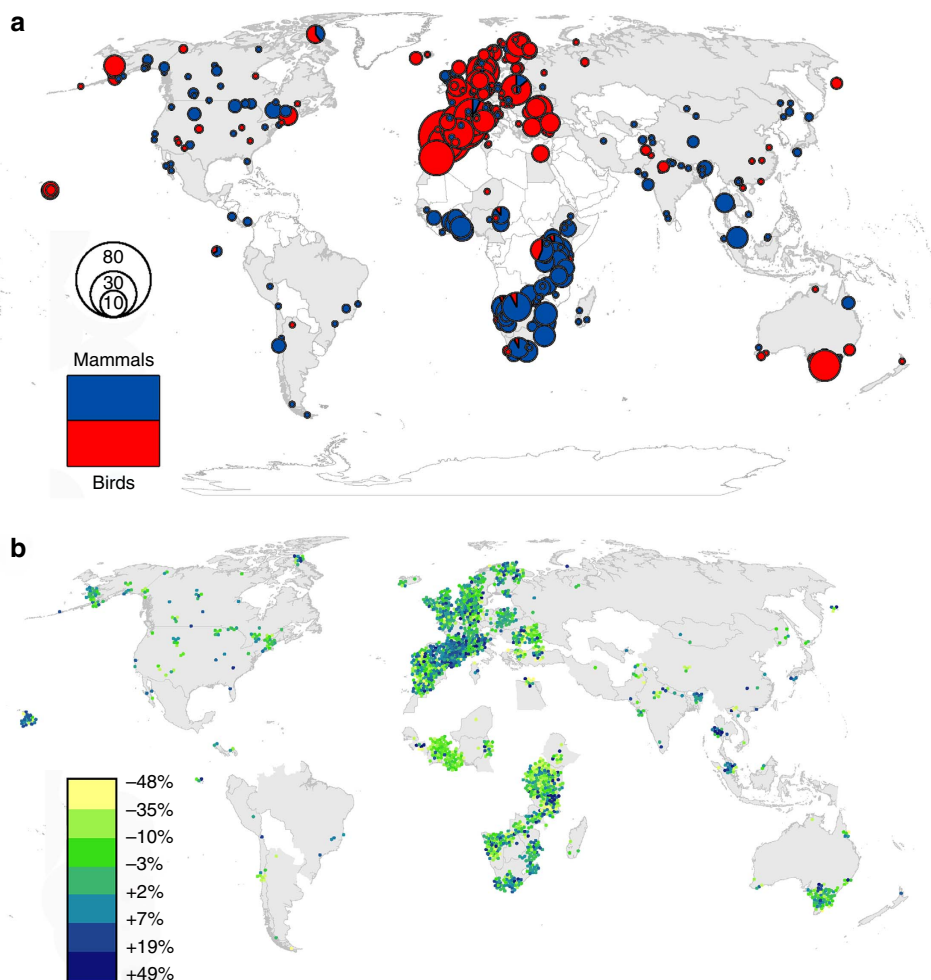 a
80
30
10
Mammals
Birds
b
–48%
–35%
–10%
–3%
+2%
+7%
+19%
+49%